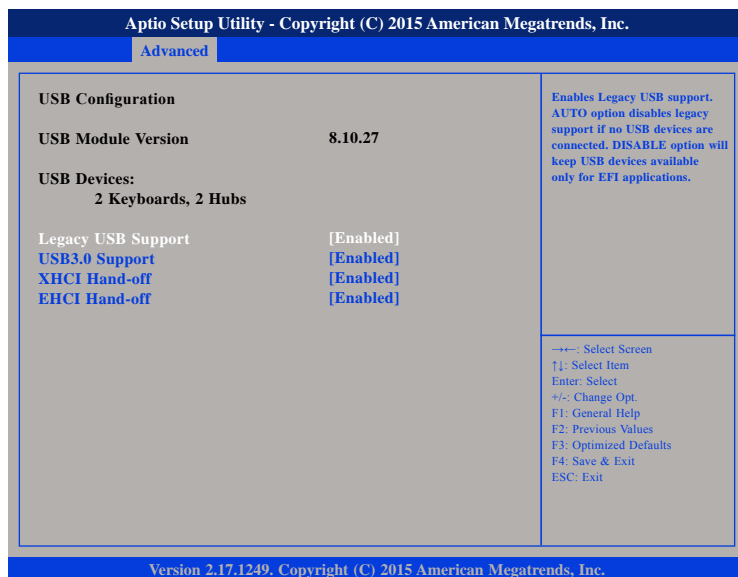 Aptio Setup Utility - Copyright (C) 2015 American Megatrends, Inc.
Advanced
USB Configuration
USB Module Version 8.10.27
USB Devices:
2 Keyboards, 2 Hubs
Legacy USB Support [Enabled]
USB3.0 Support [Enabled]
XHCI Hand-off [Enabled]
EHCI Hand-off [Enabled]
Enables Legacy USB support.
AUTO option disables legacy
support if no USB devices are
connected. DISABLE option will
keep USB devices available
only for EFI applications.
→←: Select Screen
↑↓: Select Item
Enter: Select
+/-: Change Opt.
F1: General Help
F2: Previous Values
F3: Optimized Defaults
F4: Save & Exit
ESC: Exit
Version 2.17.1249. Copyright (C) 2015 American Megatrends, Inc.